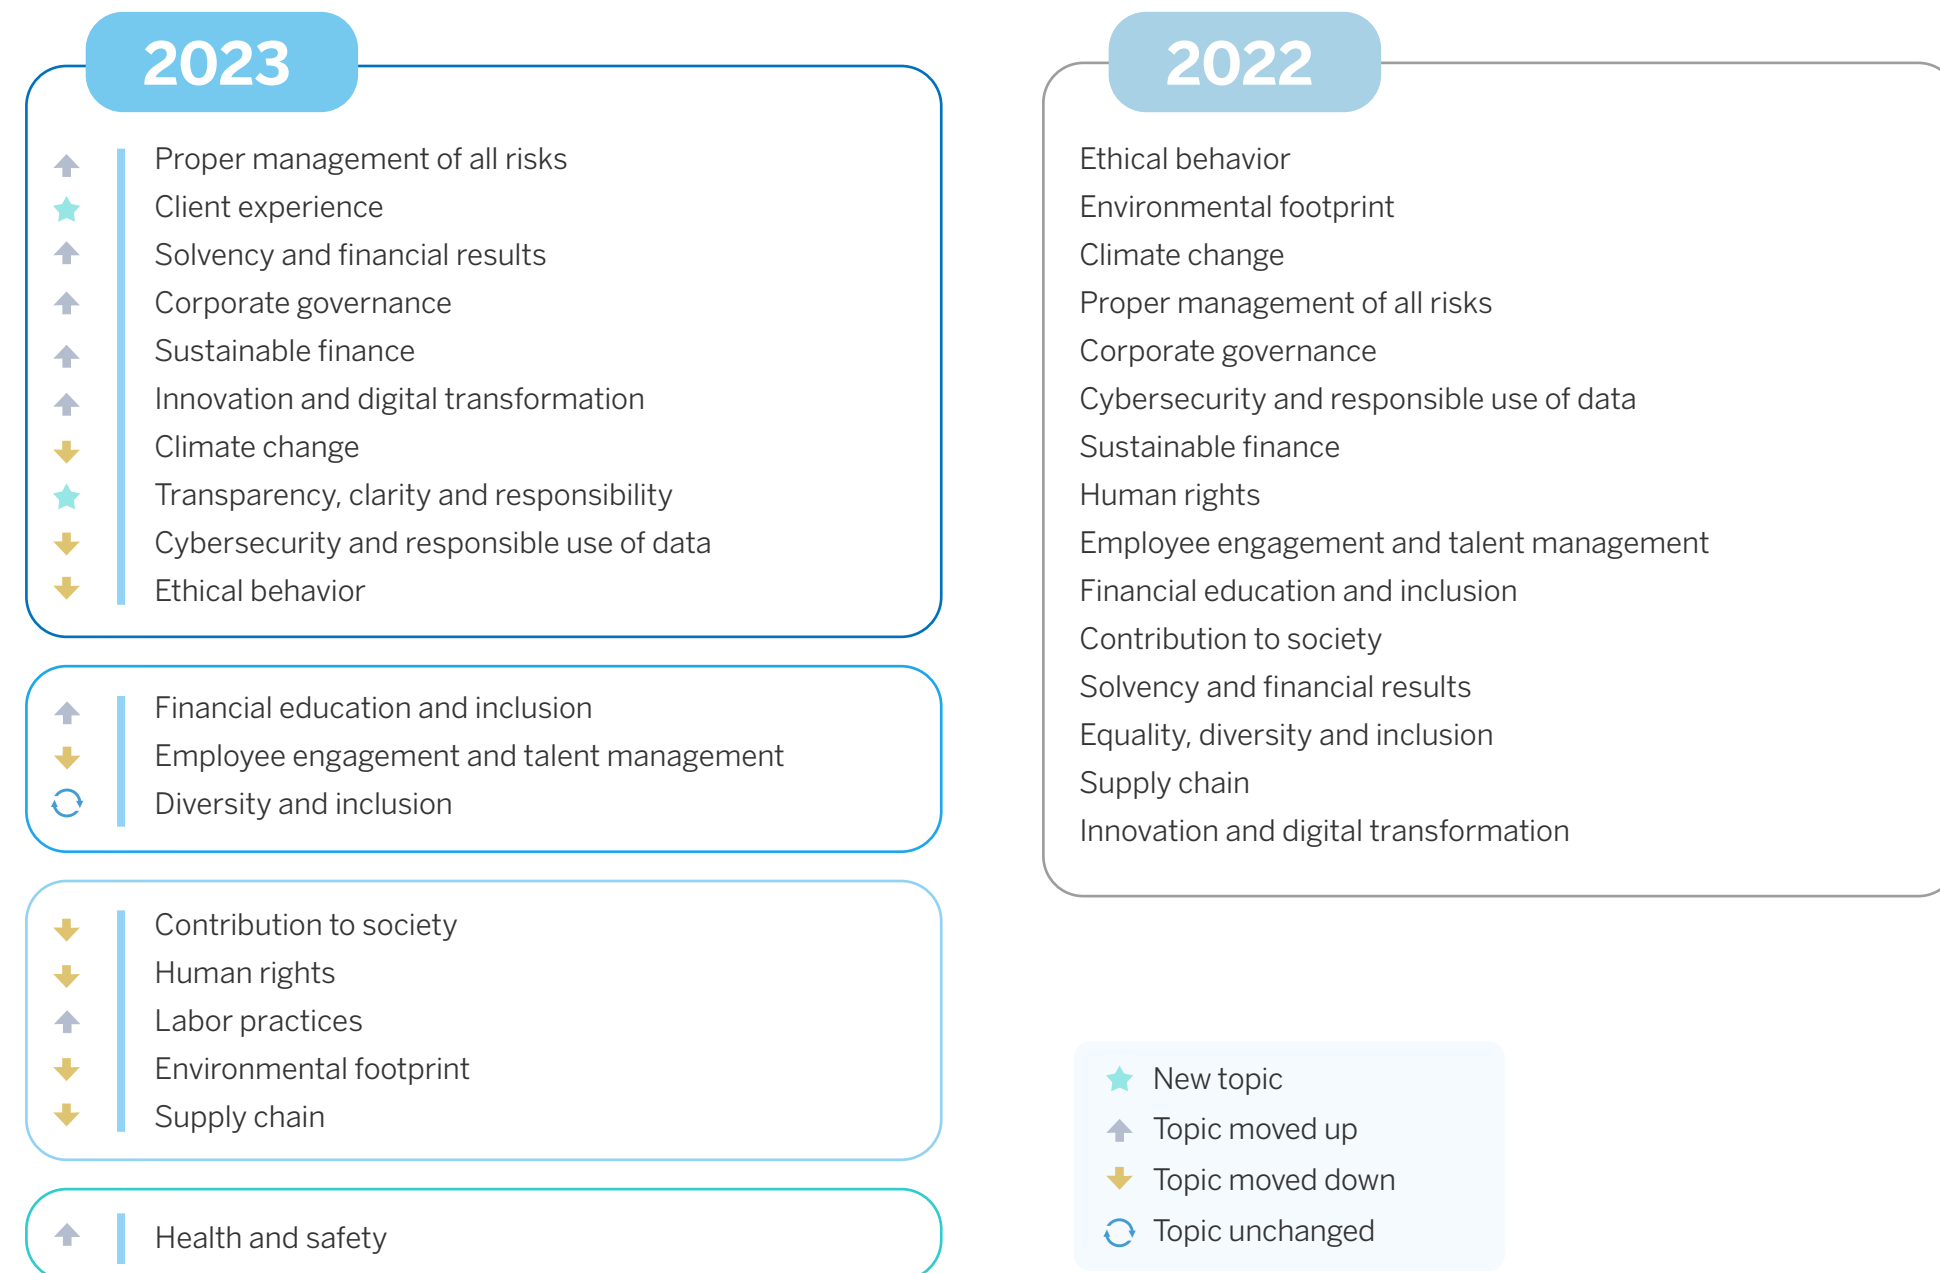 2023
Proper management of all risks
Client experience
Solvency and financial results
Corporate governance
Sustainable finance
Innovation and digital transformation
Climate change
Transparency, clarity and responsibility
Cybersecurity and responsible use of data
Ethical behavior
Financial education and inclusion
Employee engagement and talent management
Diversity and inclusion
Contribution to society
Human rights
Labor practices
Environmental footprint
Supply chain
Health and safety
2022
Ethical behavior
Environmental footprint
Climate change
Proper management of all risks
Corporate governance
Cybersecurity and responsible use of data
Sustainable finance
Human rights
Employee engagement and talent management
Financial education and inclusion
Contribution to society
Solvency and financial results
Equality, diversity and inclusion
Supply chain
Innovation and digital transformation
New topic
Topic moved up
Topic moved down
Topic unchanged